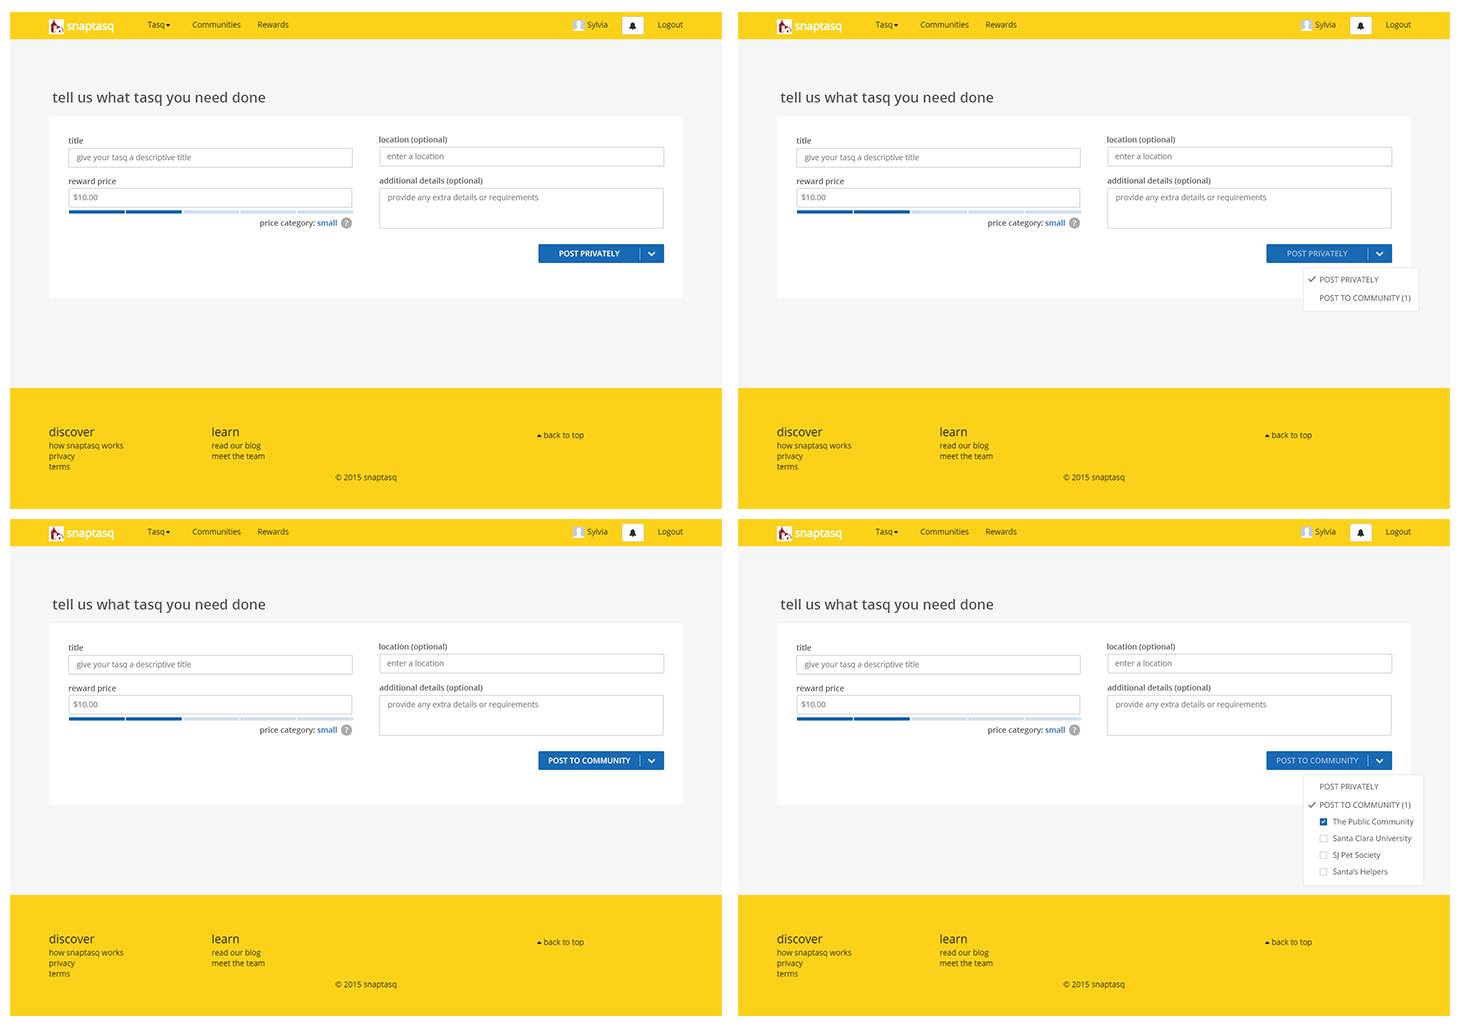 snaptasq Tasq Communities Rewards Sylvia Logout
tell us what tasq you need done
title
give your tasq a descriptive title
location (optional)
enter a location
reward price
$10.00
additional details (optional)
provide any extra details or requirements
price category: small ?
POST PRIVATELY
discover
how snaptasq works
privacy
terms
learn
read our blog
meet the team
back to top
© 2015 snaptasq
snaptasq Tasq Communities Rewards Sylvia Logout
tell us what tasq you need done
title
give your tasq a descriptive title
location (optional)
enter a location
reward price
$10.00
additional details (optional)
provide any extra details or requirements
price category: small ?
POST PRIVATELY
POST PRIVATELY
POST TO COMMUNITY (1)
discover
how snaptasq works
privacy
terms
learn
read our blog
meet the team
back to top
© 2015 snaptasq
snaptasq Tasq Communities Rewards Sylvia Logout
tell us what tasq you need done
title
give your tasq a descriptive title
location (optional)
enter a location
reward price
$10.00
additional details (optional)
provide any extra details or requirements
price category: small ?
POST TO COMMUNITY
discover
how snaptasq works
privacy
terms
learn
read our blog
meet the team
back to top
© 2015 snaptasq
snaptasq Tasq Communities Rewards Sylvia Logout
tell us what tasq you need done
title
give your tasq a descriptive title
location (optional)
enter a location
reward price
$10.00
additional details (optional)
provide any extra details or requirements
price category: small ?
POST TO COMMUNITY
POST PRIVATELY
POST TO COMMUNITY (1)
The Public Community
Santa Clara University
SJ Pet Society
Santa's Helpers
discover
how snaptasq works
privacy
terms
learn
read our blog
meet the team
back to top
© 2015 snaptasq